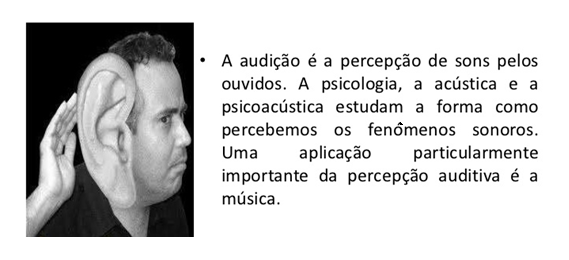 • A audição é a percepção de sons pelos
ouvidos. A psicologia, a acústica e a
psicoacústica estudam a forma como
percebemos os fenômenos sonoros.
Uma aplicação particularmente
importante da percepção auditiva é a
música.